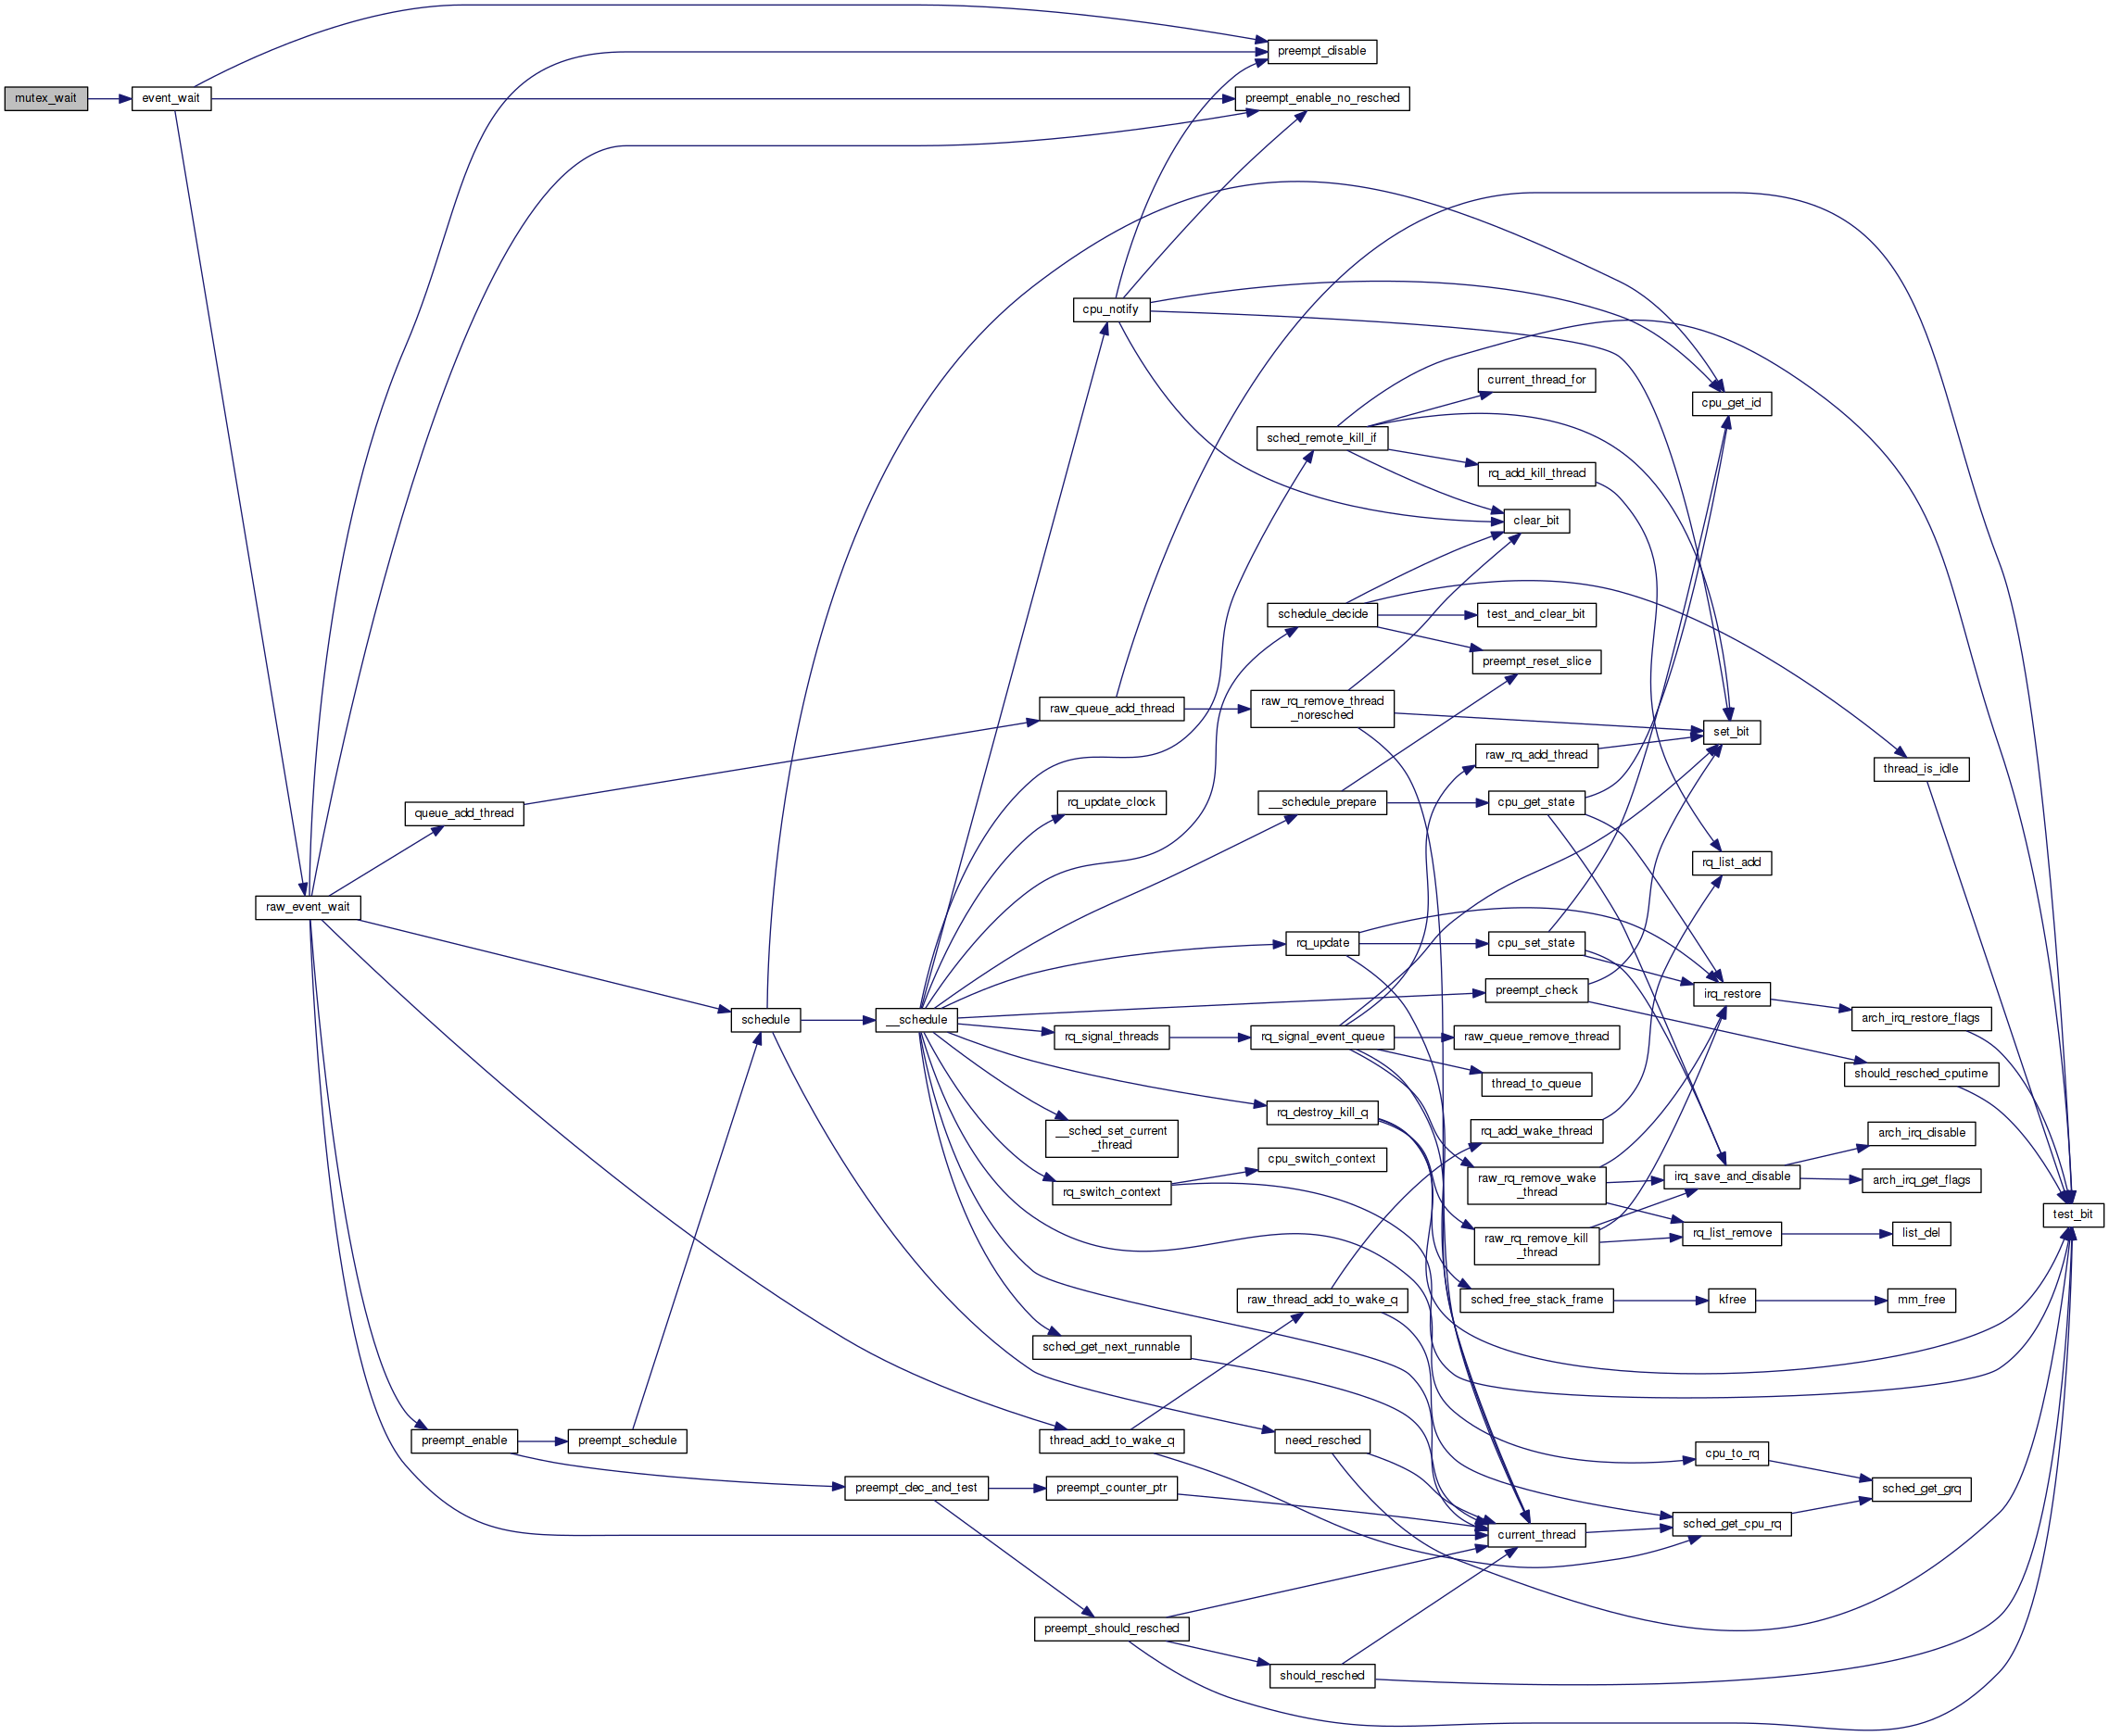 preempt_disable
mutex_wait
event_wait
preempt_enable_no_resched
cpu_notify
current_thread_for
cpu_get_id
sched_remote_kill_if
rq_add_kill_thread
clear_bit
schedule_decide
test_and_clear_bit
preempt_reset_slice
raw_queue_add_thread
raw_rq_remove_thread
_noresched
set_bit
raw_rq_add_thread
thread_is_idle
rq_update_clock
__schedule_prepare
cpu_get_state
queue_add_thread
rq_list_add
raw_event_wait
rq_update
cpu_set_state
preempt_check
irq_restore
schedule
__schedule
arch_irq_restore_flags
rq_signal_threads
rq_signal_event_queue
raw_queue_remove_thread
should_resched_cputime
thread_to_queue
rq_destroy_kill_q
__sched_set_current
_thread
rq_add_wake_thread
arch_irq_disable
cpu_switch_context
rq_switch_context
raw_rq_remove_wake
_thread
irq_save_and_disable
arch_irq_get_flags
test_bit
raw_rq_remove_kill
_thread
rq_list_remove
list_del
raw_thread_add_to_wake_q
sched_free_stack_frame
kfree
mm_free
sched_get_next_runnable
preempt_enable
preempt_schedule
thread_add_to_wake_q
need_resched
cpu_to_rq
preempt_dec_and_test
preempt_counter_ptr
sched_get_grq
current_thread
sched_get_cpu_rq
preempt_should_resched
should_resched